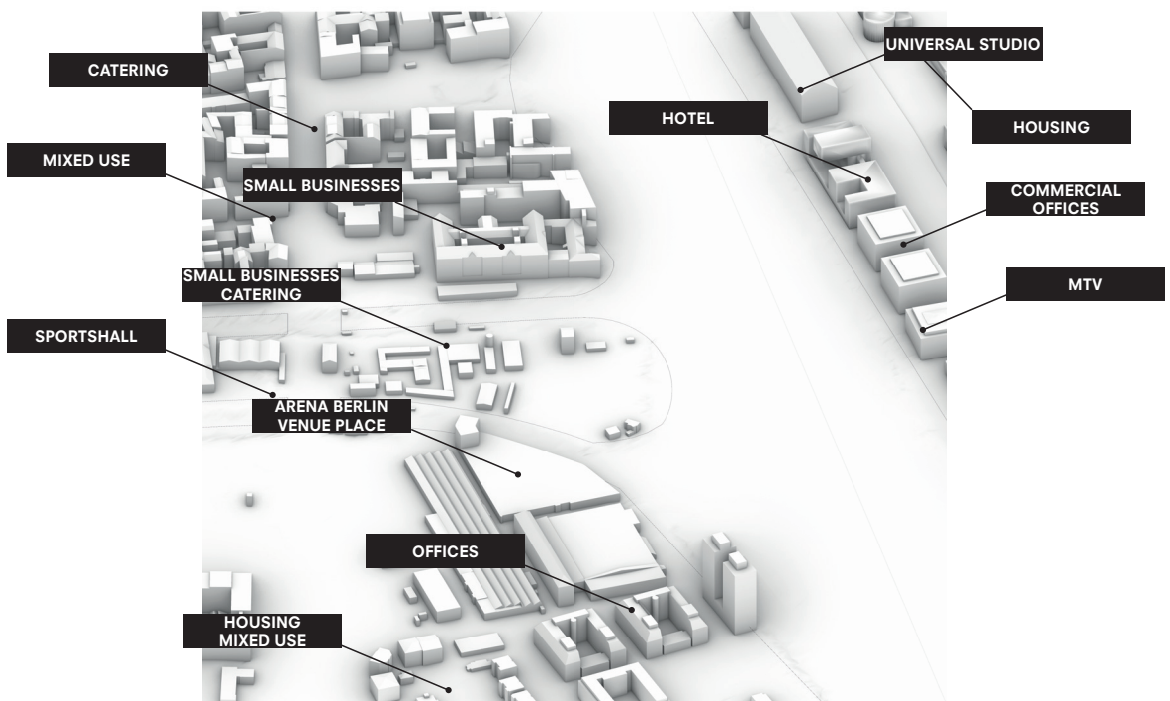 UNIVERSAL STUDIO
CATERING
HOTEL
HOUSING
MIXED USE
SMALL BUSINESSES
COMMERCIAL
OFFICES
SMALL BUSINESSES
CATERING
MTV
SPORTSHALL
ARENA BERLIN
VENUE PLACE
OFFICES
HOUSING
MIXED USE